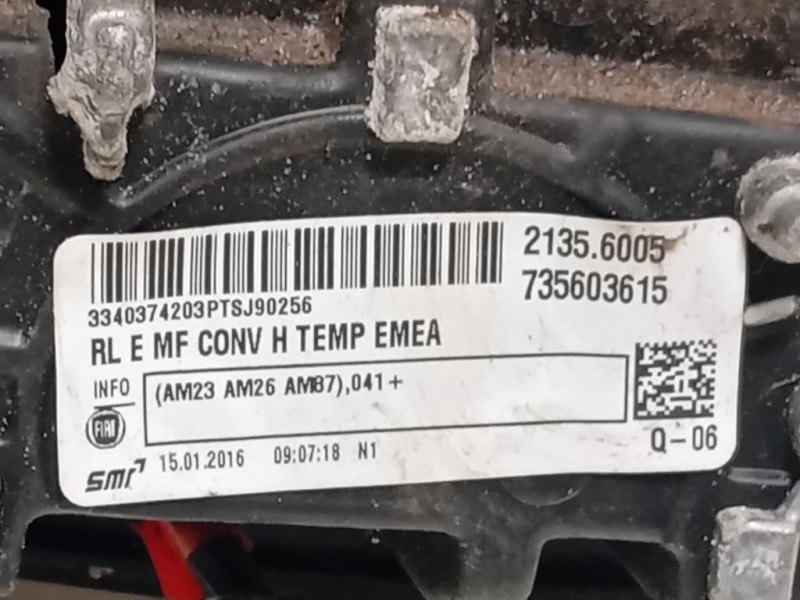 2135.6005
735603615
3340374203PTSJ90256
RL E MF CONV H TEMP EMEA
INFO
(AM23 AM26 AM87),041+
FIAT
Q-06
smr 15.01.2016 09:07:18 N1